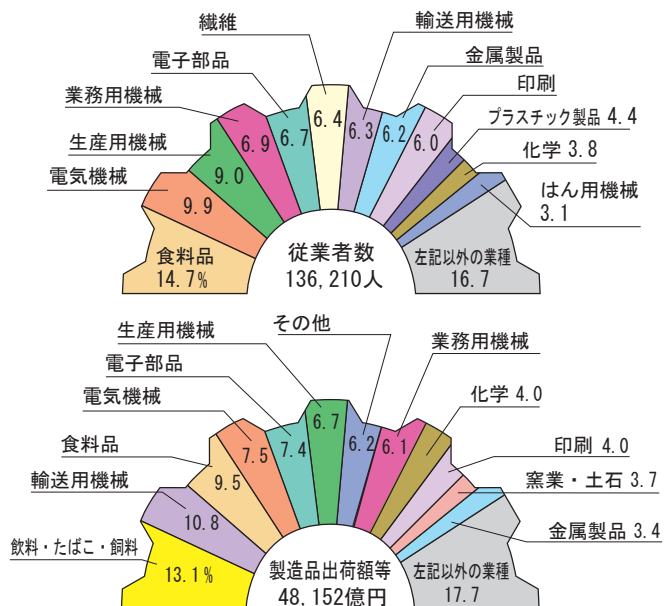 繊維
輸送用機械
電子部品
金属製品
業務用機械
印刷
プラスチック製品 4.4
生産用機械
化学 3.8
電気機械
はん用機械
3.1
6.4
6.7
6.3
6.9
6.2
6.0
9.0
9.9
食料品
14.7%
従業者数
136,210人
左記以外の業種
16.7
生産用機械
その他
業務用機械
電子部品
電気機械
化学 4.0
食料品
印刷 4.0
輸送用機械
窯業・土石 3.7
飲料・たばこ・飼料
金属製品 3.4
6.7
7.4
6.2
7.5
6.1
9.5
10.8
13.1%
製造品出荷額等
48,152億円
左記以外の業種
17.7